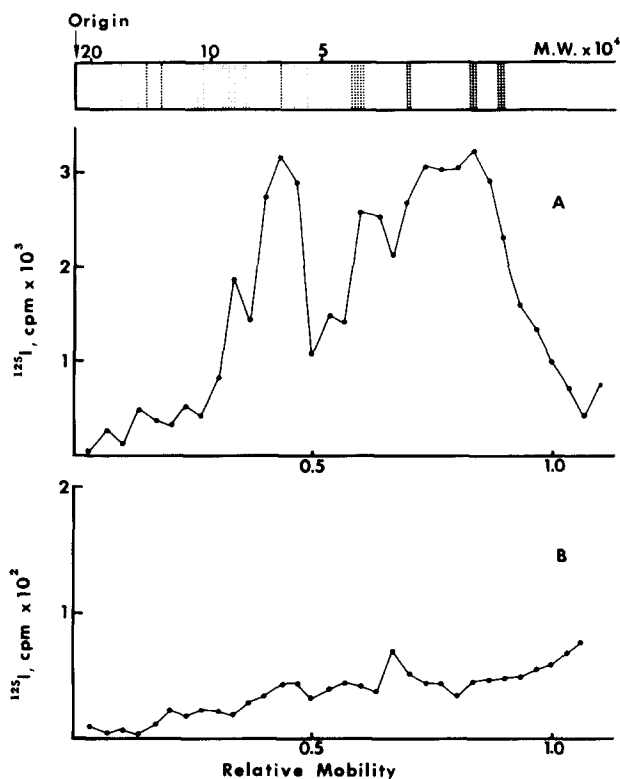 Origin
120 10 5 M.W. x 10⁴
A
3
2
1
¹²⁵I, cpm x 10³
0.5 1.0
B
2
1
¹²⁵I, cpm x 10²
0.5 1.0
Relative Mobility